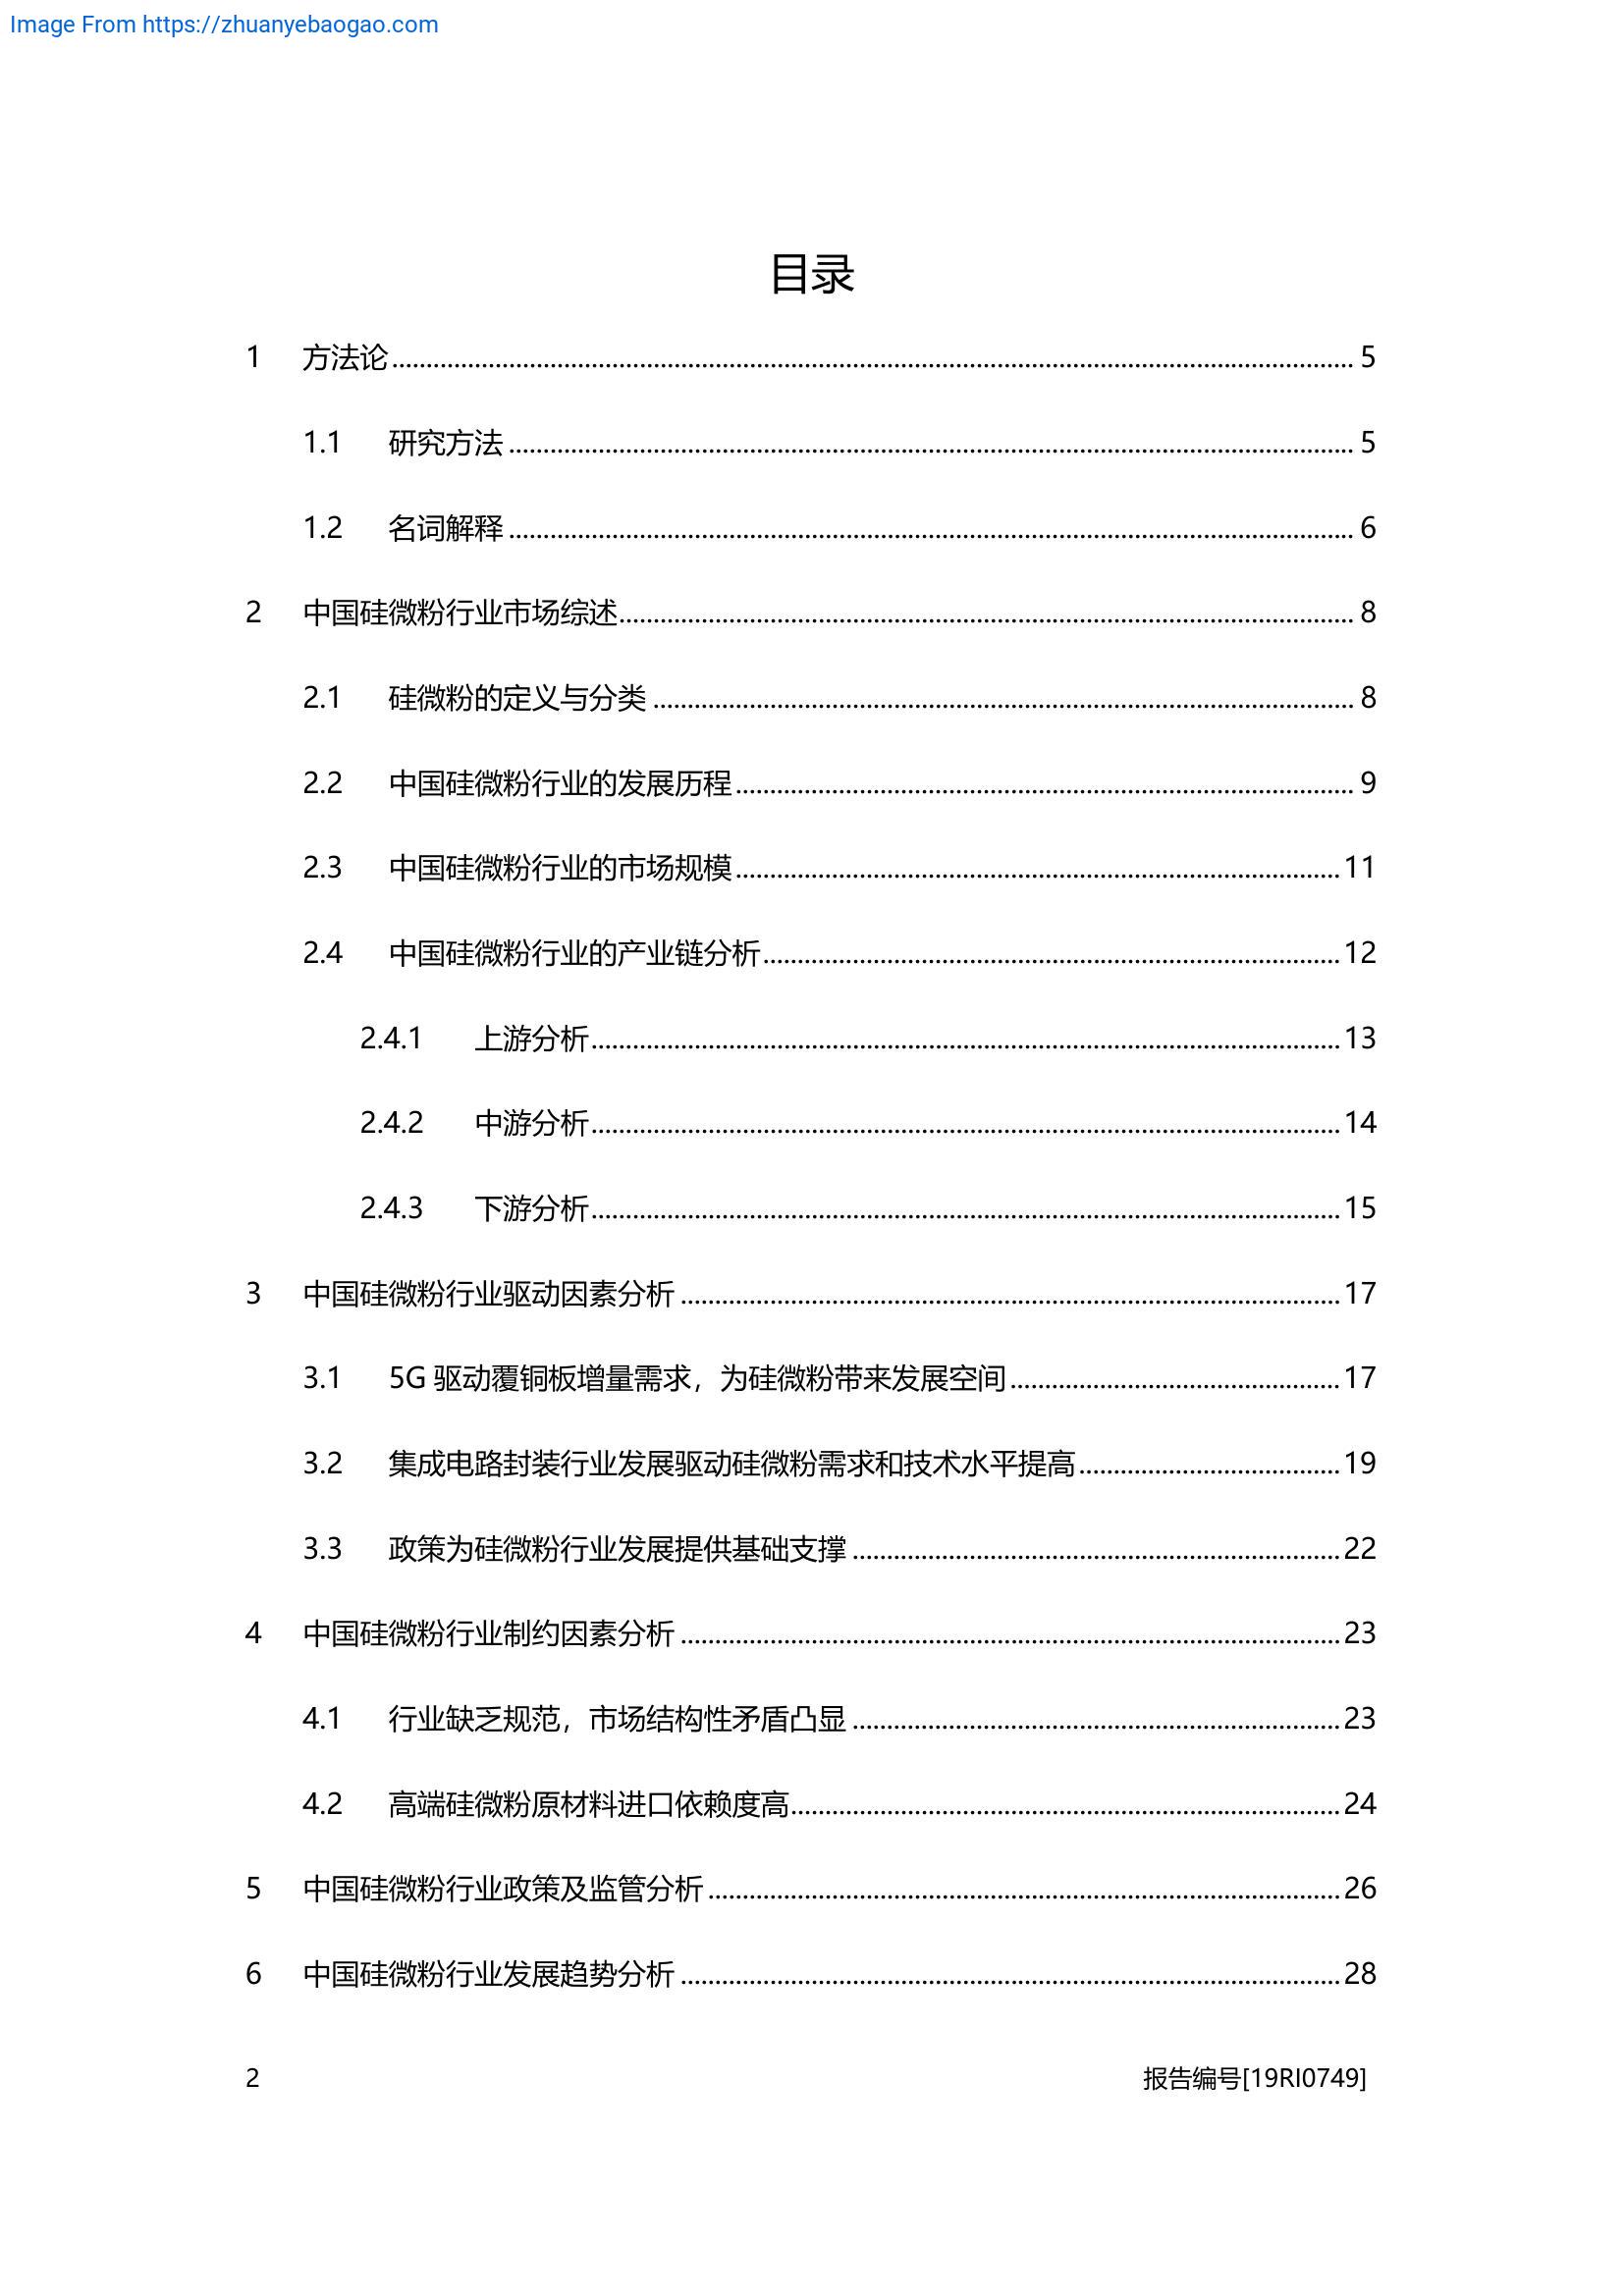 Image From https://zhuanyebaogao.com
目录
1 方法论 5
1.1 研究方法 5
1.2 名词解释 6
2 中国硅微粉行业市场综述 8
2.1 硅微粉的定义与分类 8
2.2 中国硅微粉行业的发展历程 9
2.3 中国硅微粉行业的市场规模 11
2.4 中国硅微粉行业的产业链分析 12
2.4.1 上游分析 13
2.4.2 中游分析 14
2.4.3 下游分析 15
3 中国硅微粉行业驱动因素分析 17
3.1 5G 驱动覆铜板增量需求，为硅微粉带来发展空间 17
3.2 集成电路封装行业发展驱动硅微粉需求和技术水平提高 19
3.3 政策为硅微粉行业发展提供基础支撑 22
4 中国硅微粉行业制约因素分析 23
4.1 行业缺乏规范，市场结构性矛盾凸显 23
4.2 高端硅微粉原材料进口依赖度高 24
5 中国硅微粉行业政策及监管分析 26
6 中国硅微粉行业发展趋势分析 28
2 报告编号[19RI0749]